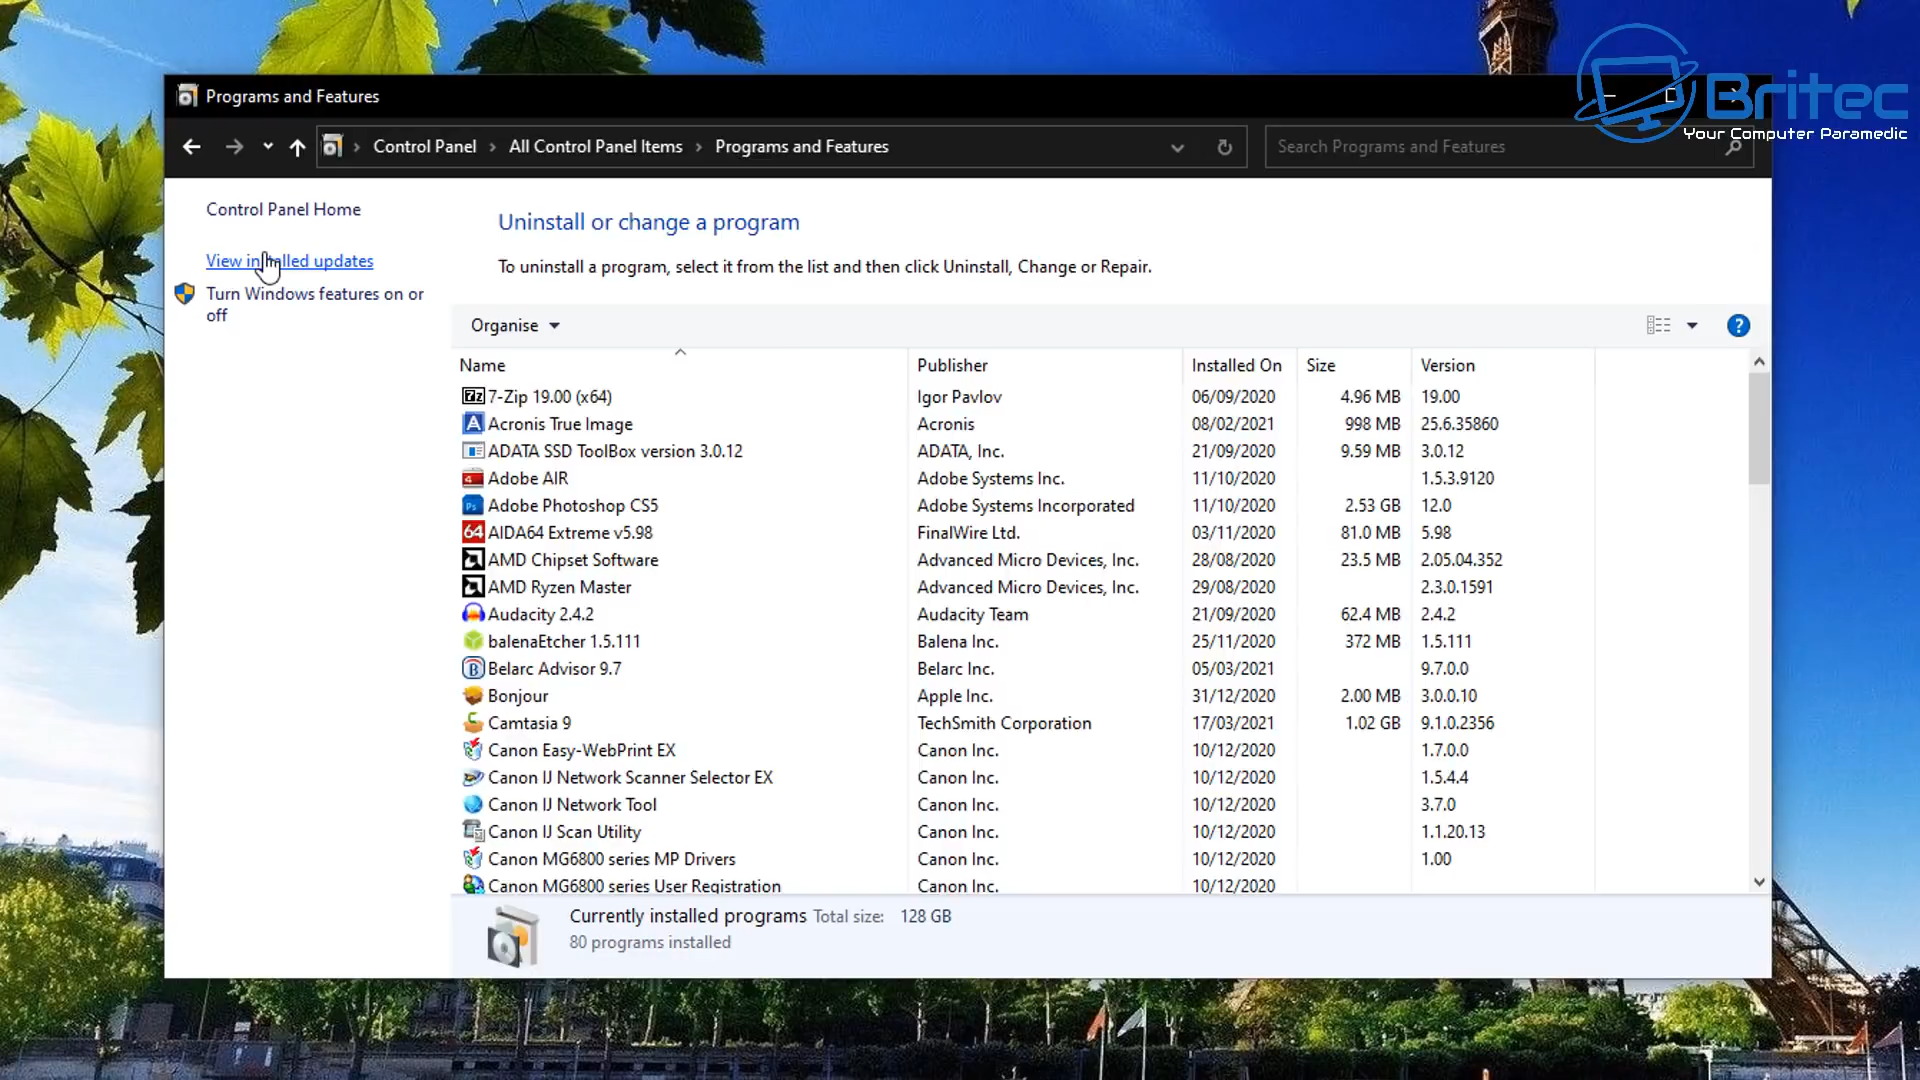 Britec
Your Computer Paramedic
Programs and Features
Control Panel > All Control Panel Items > Programs and Features
Search Programs and Features
Control Panel Home
View installed updates
Turn Windows features on or
off
Uninstall or change a program
To uninstall a program, select it from the list and then click Uninstall, Change or Repair.
Organise
Name Publisher Installed On Size Version
7-Zip 19.00 (x64) Igor Pavlov 06/09/2020 4.96 MB 19.00
Acronis True Image Acronis 08/02/2021 998 MB 25.6.35860
ADATA SSD ToolBox version 3.0.12 ADATA, Inc. 21/09/2020 9.59 MB 3.0.12
Adobe AIR Adobe Systems Inc. 11/10/2020 1.5.3.9120
Adobe Photoshop CS5 Adobe Systems Incorporated 11/10/2020 2.53 GB 12.0
AIDA64 Extreme v5.98 FinalWire Ltd. 03/11/2020 81.0 MB 5.98
AMD Chipset Software Advanced Micro Devices, Inc. 28/08/2020 23.5 MB 2.05.04.352
AMD Ryzen Master Advanced Micro Devices, Inc. 29/08/2020 2.3.0.1591
Audacity 2.4.2 Audacity Team 21/09/2020 62.4 MB 2.4.2
balenaEtcher 1.5.111 Balena Inc. 25/11/2020 372 MB 1.5.111
Belarc Advisor 9.7 Belarc Inc. 05/03/2021 9.7.0.0
Bonjour Apple Inc. 31/12/2020 2.00 MB 3.0.0.10
Camtasia 9 TechSmith Corporation 17/03/2021 1.02 GB 9.1.0.2356
Canon Easy-WebPrint EX Canon Inc. 10/12/2020 1.7.0.0
Canon IJ Network Scanner Selector EX Canon Inc. 10/12/2020 1.5.4.4
Canon IJ Network Tool Canon Inc. 10/12/2020 3.7.0
Canon IJ Scan Utility Canon Inc. 10/12/2020 1.1.20.13
Canon MG6800 series MP Drivers Canon Inc. 10/12/2020 1.00
Canon MG6800 series User Registration Canon Inc. 10/12/2020
Currently installed programs Total size: 128 GB
80 programs installed